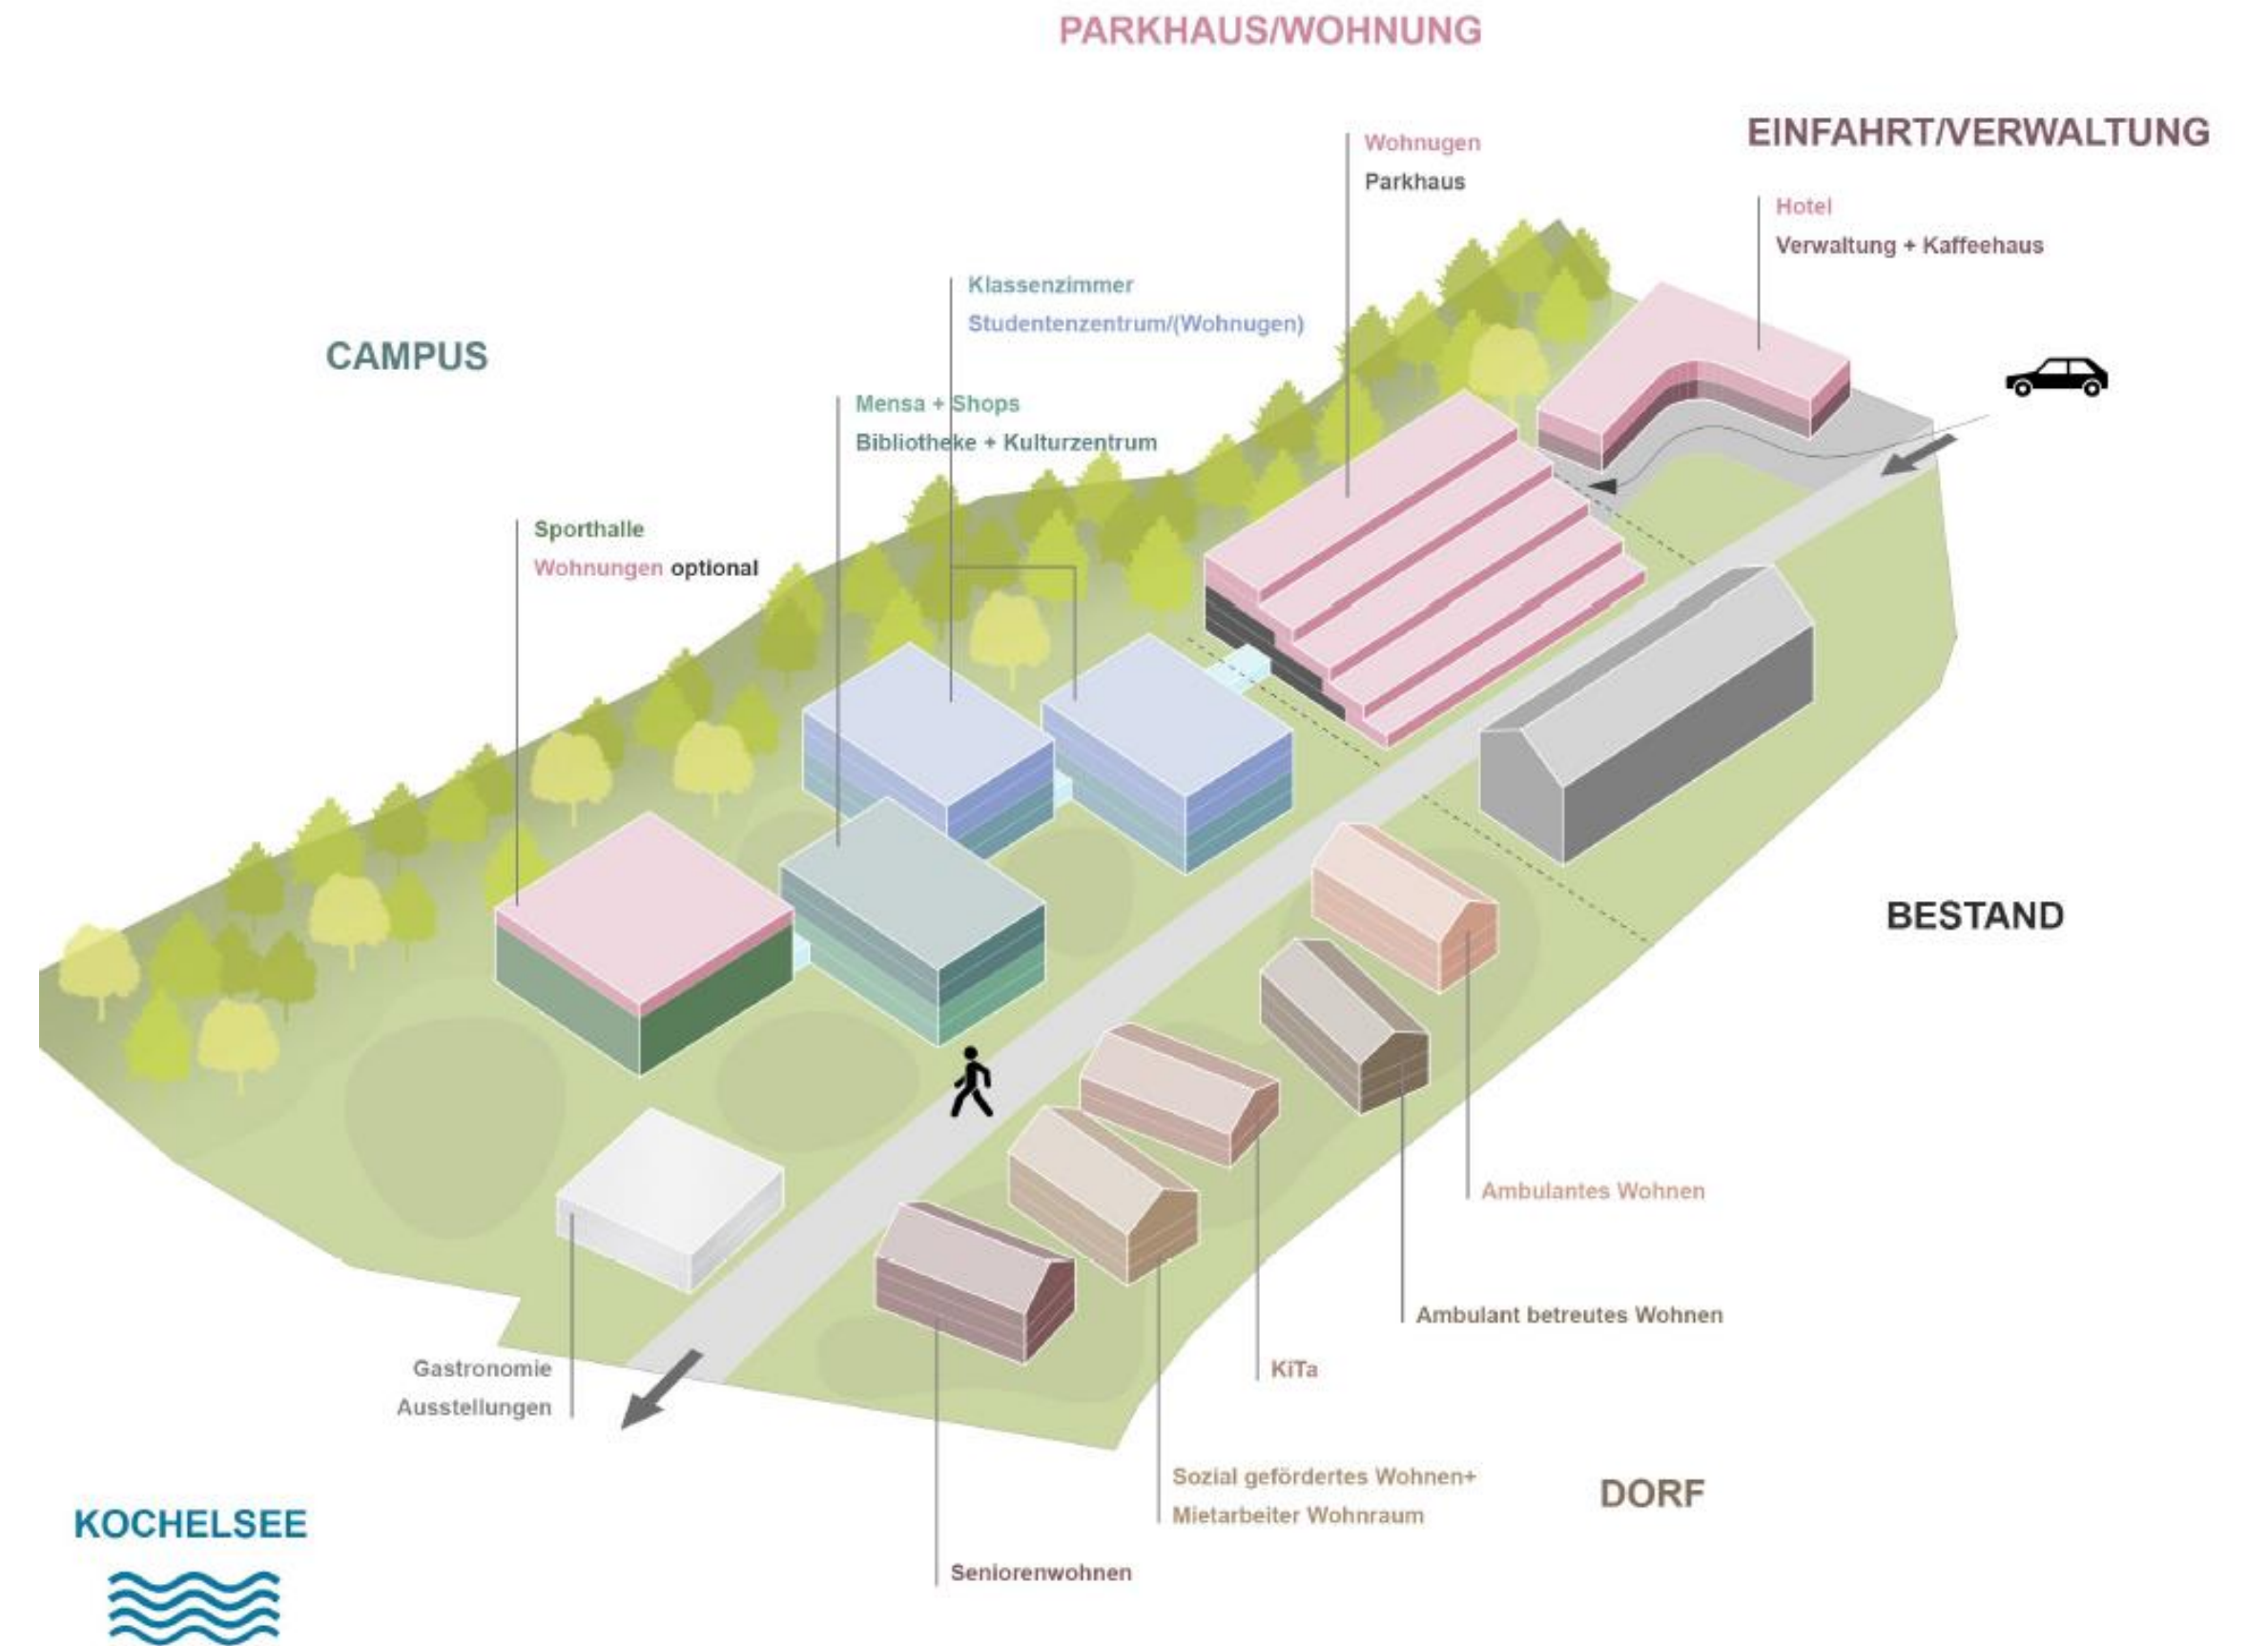 PARKHAUS/WOHNUNG
EINFAHRT/VERWALTUNG
Wohnugen
Parkhaus
Hotel
Verwaltung + Kaffeehaus
Klassenzimmer
Studentenzentrum/(Wohnugen)
CAMPUS
Mensa + Shops
Bibliotheke + Kulturzentrum
Sporthalle
Wohnungen optional
BESTAND
Ambulantes Wohnen
Ambulant betreutes Wohnen
KiTa
Gastronomie
Ausstellungen
Sozial gefördertes Wohnen+
Mietarbeiter Wohnraum
DORF
Seniorenwohnen
KOCHELSEE